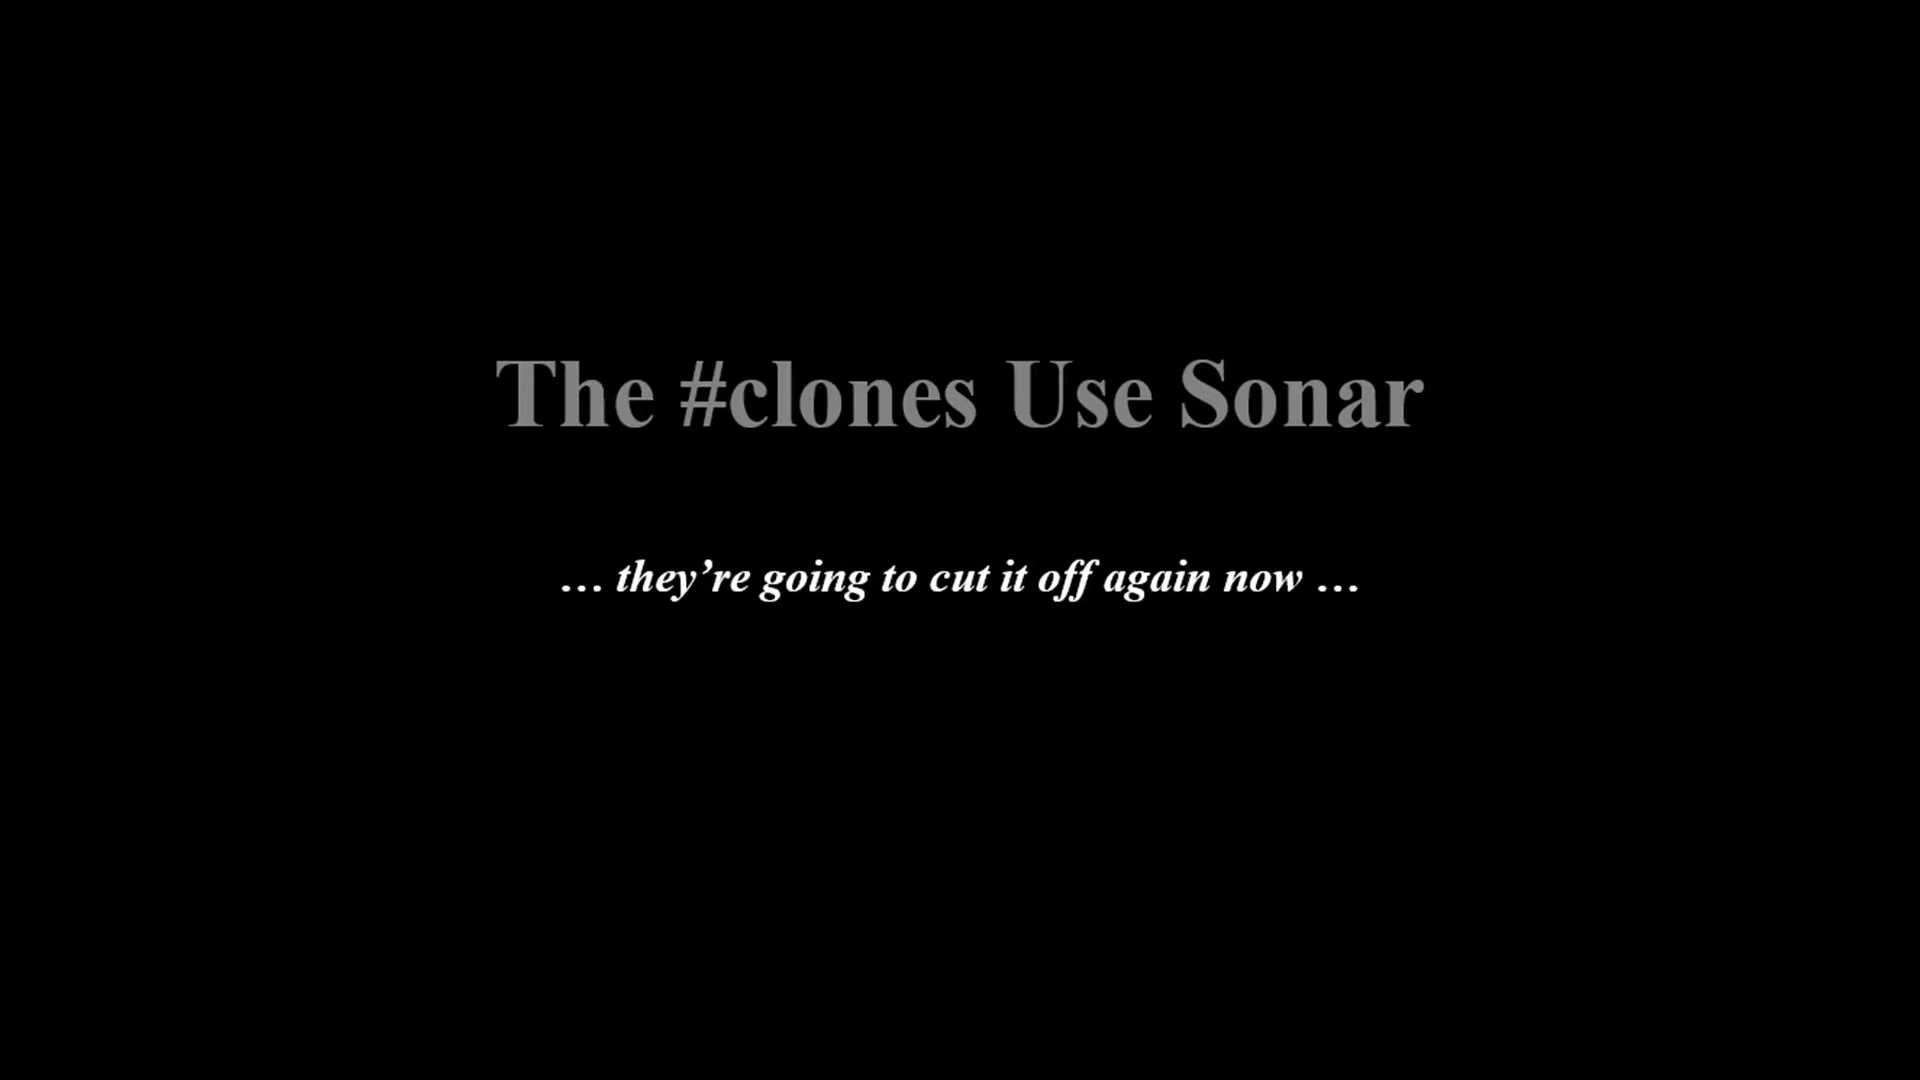 The #clones Use Sonar
… they’re going to cut it off again now …